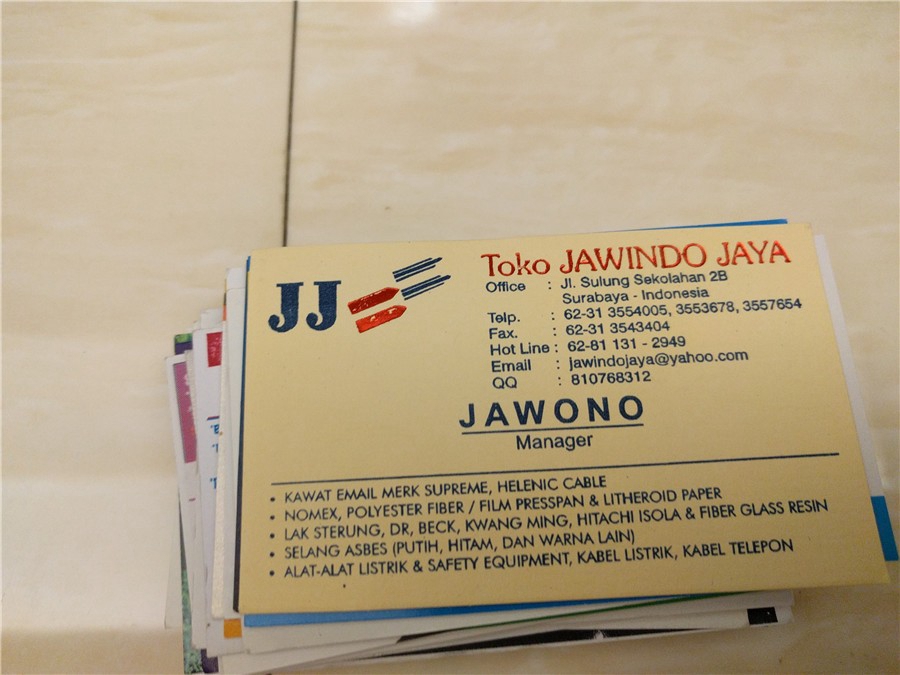 JJ
Toko JAWINDO JAYA
Office : Jl. Sulung Sekolahan 2B
Surabaya - Indonesia
Telp. : 62-31 3554005, 3553678, 3557654
Fax. : 62-31 3543404
Hot Line : 62-81 131 - 2949
Email : jawindojaya@yahoo.com
QQ : 810768312
JAWONO
Manager
• KAWAT EMAIL MERK SUPREME, HELENIC CABLE
• NOMEX, POLYESTER FIBER / FILM PRESSPAN & LITHEROID PAPER
• LAK STERUNG, DR, BECK, KWANG MING, HITACHI ISOLA & FIBER GLASS RESIN
• SELANG ASBES (PUTIH, HITAM, DAN WARNA LAIN)
• ALAT-ALAT LISTRIK & SAFETY EQUIPMENT, KABEL LISTRIK, KABEL TELEPON